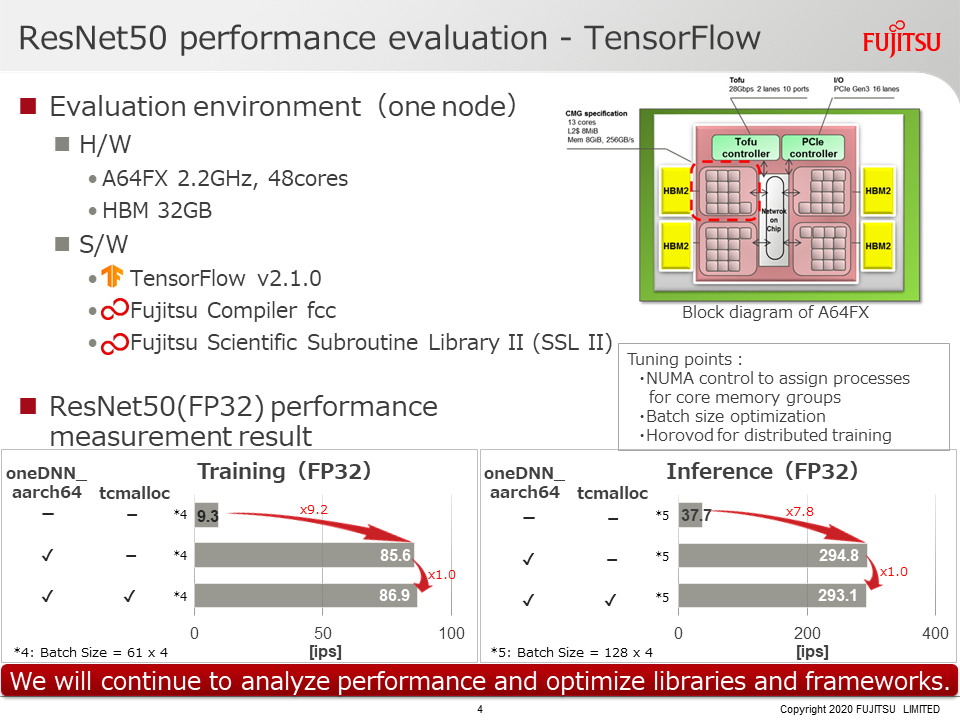 ResNet50 performance evaluation - TensorFlow
FUJITSU
■ Evaluation environment（one node）
■ H/W
• A64FX 2.2GHz, 48cores
• HBM 32GB
■ S/W
• TensorFlow v2.1.0
• Fujitsu Compiler fcc
• Fujitsu Scientific Subroutine Library II (SSL II)
Tofu
28Gbps 2 lanes 10 ports
I/O
PCIe Gen3 16 lanes
CMG specification
13 cores
L2$ 8MiB
Mem 8GiB, 256GB/s
Tofu
controller
PCIe
controller
HBM2
HBM2
Netwrok
on
Chip
HBM2
HBM2
Block diagram of A64FX
Tuning points :
・NUMA control to assign processes
for core memory groups
・Batch size optimization
・Horovod for distributed training
■ ResNet50(FP32) performance
measurement result
Training（FP32）
oneDNN_
aarch64
tcmalloc
– – *4 9.3
x9.2
✓ – *4 85.6
x1.0
✓ ✓ *4 86.9
0 50 100
[ips]
*4: Batch Size = 61 x 4
Inference（FP32）
oneDNN_
aarch64
tcmalloc
– – *5 37.7
x7.8
✓ – *5 294.8
x1.0
✓ ✓ *5 293.1
0 200 400
[ips]
*5: Batch Size = 128 x 4
We will continue to analyze performance and optimize libraries and frameworks.
4
Copyright 2020 FUJITSU LIMITED